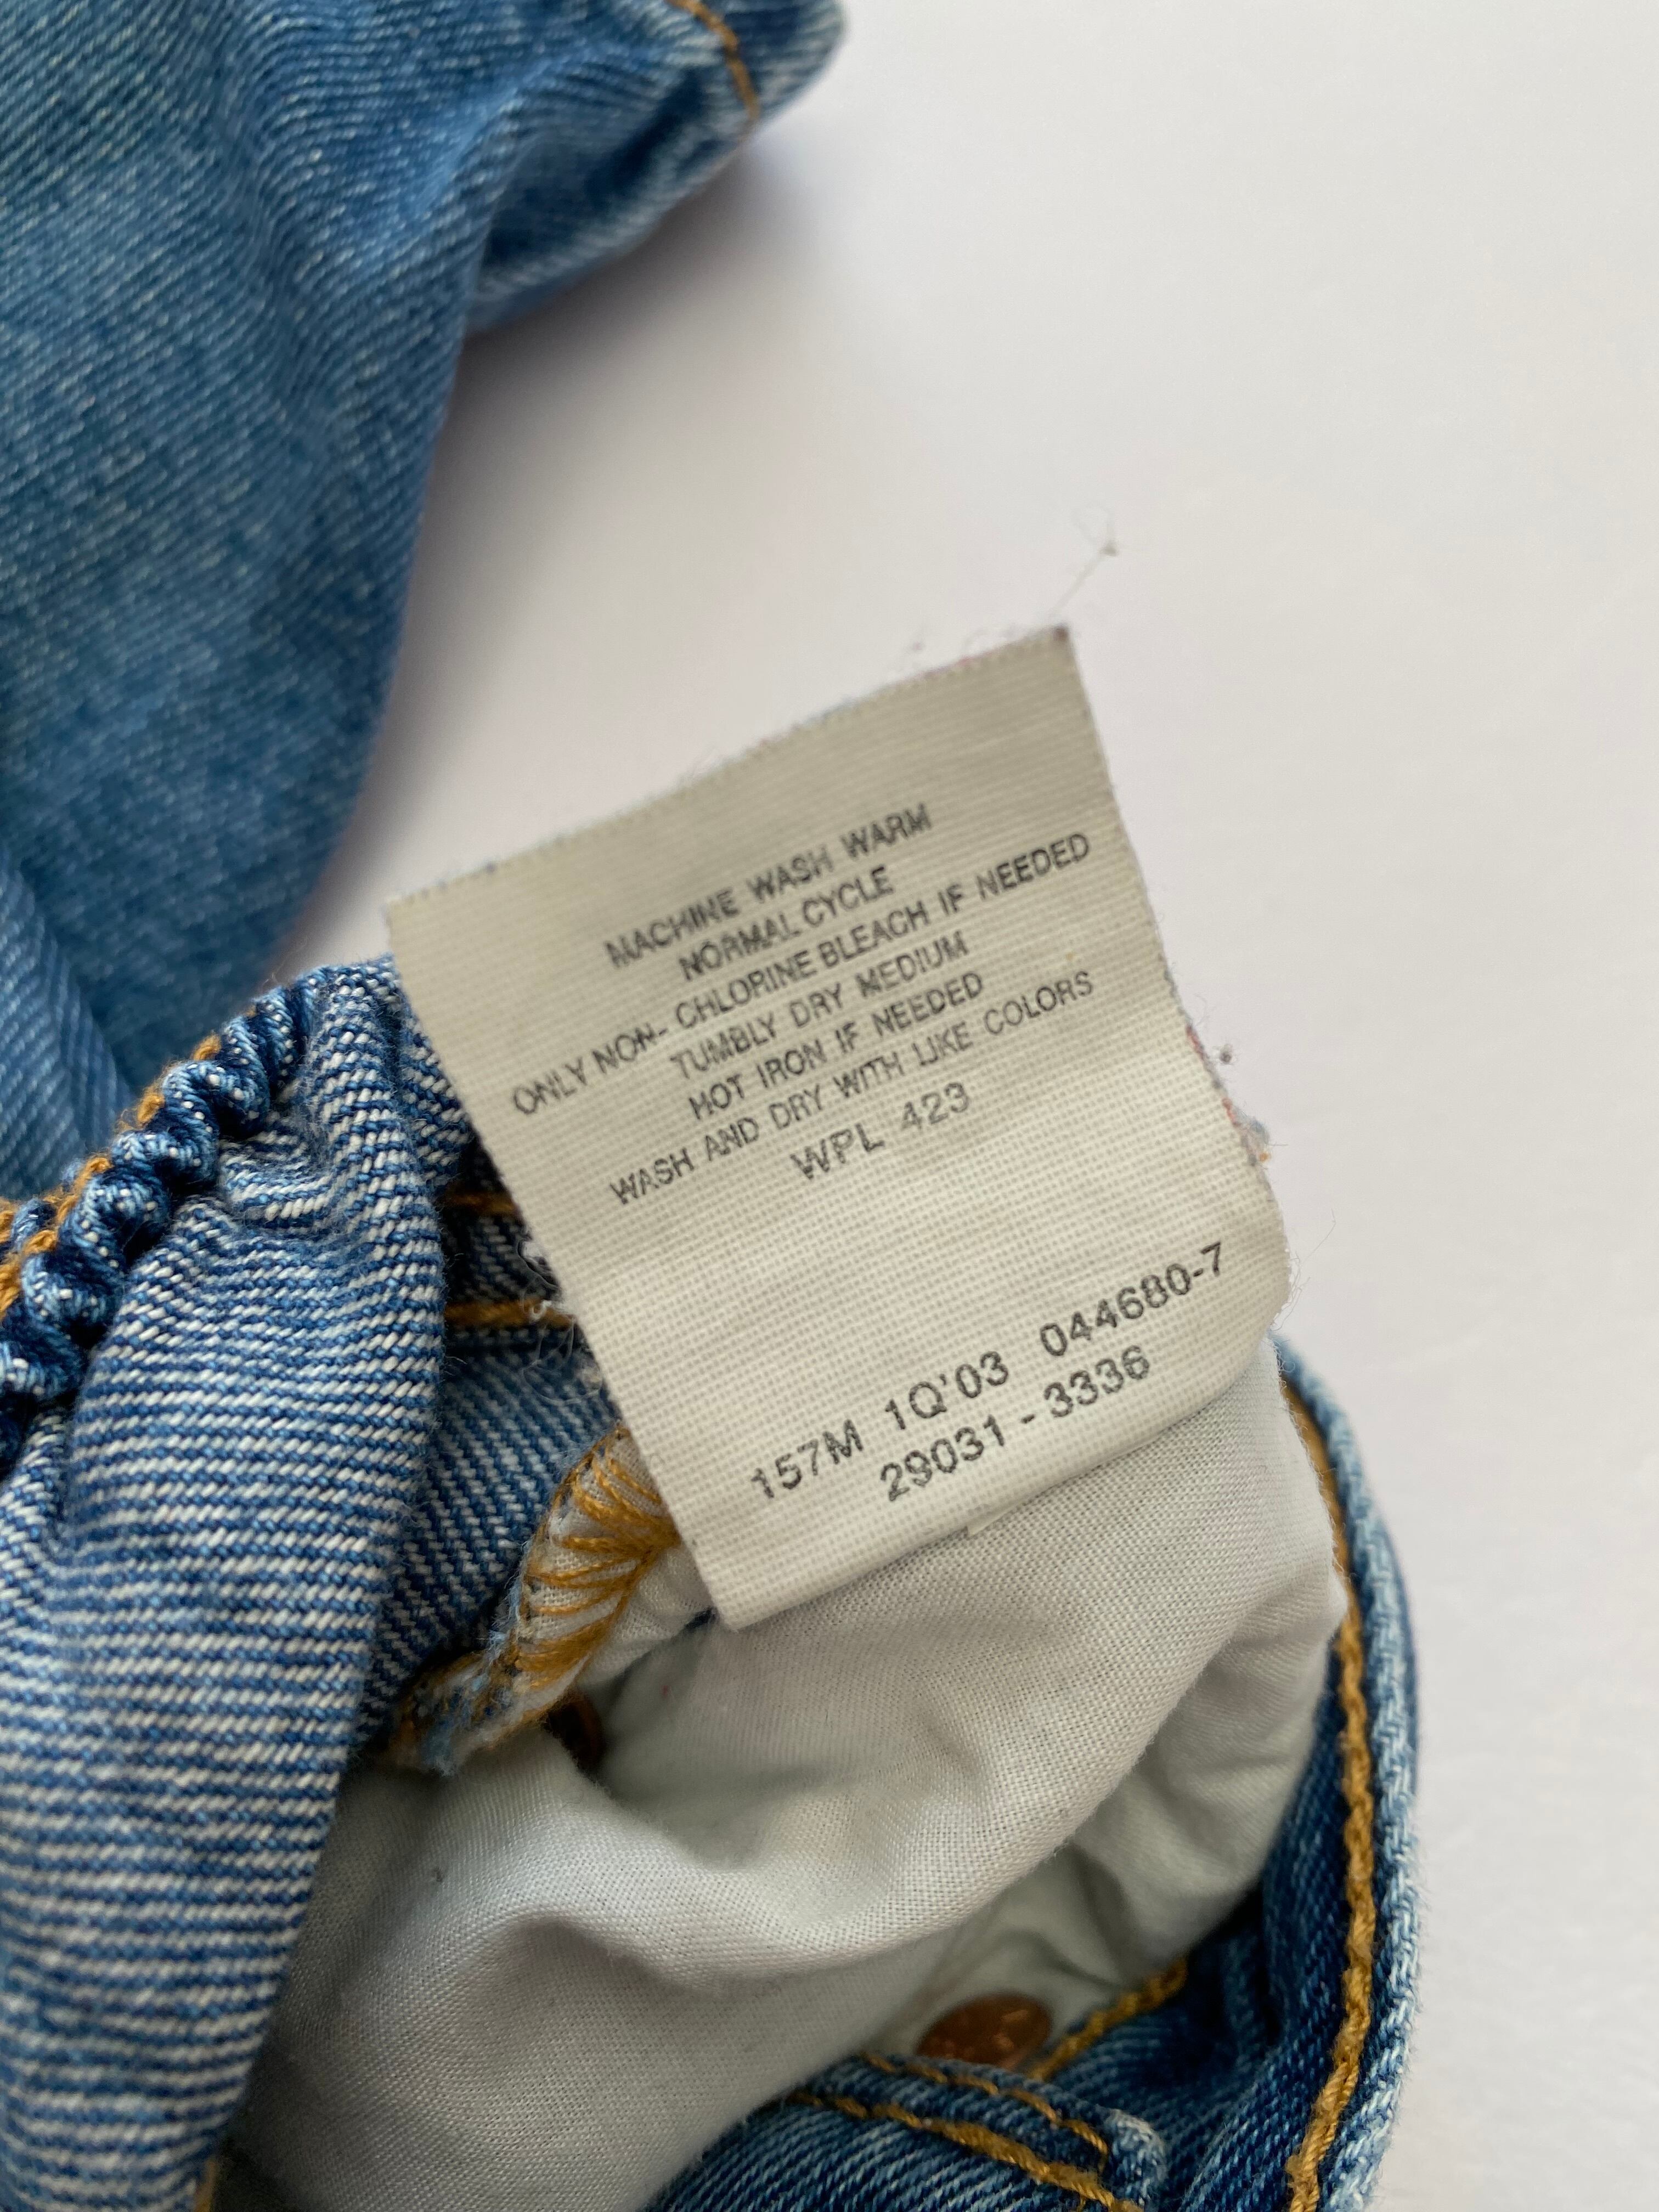 MACHINE WASH WARM
NORMAL CYCLE
ONLY NON- CHLORINE BLEACH IF NEEDED
TUMBLY DRY MEDIUM
HOT IRON IF NEEDED
WASH AND DRY WITH LIKE COLORS
WPL 423
157M 1Q'03 044680-7
29031 - 3336